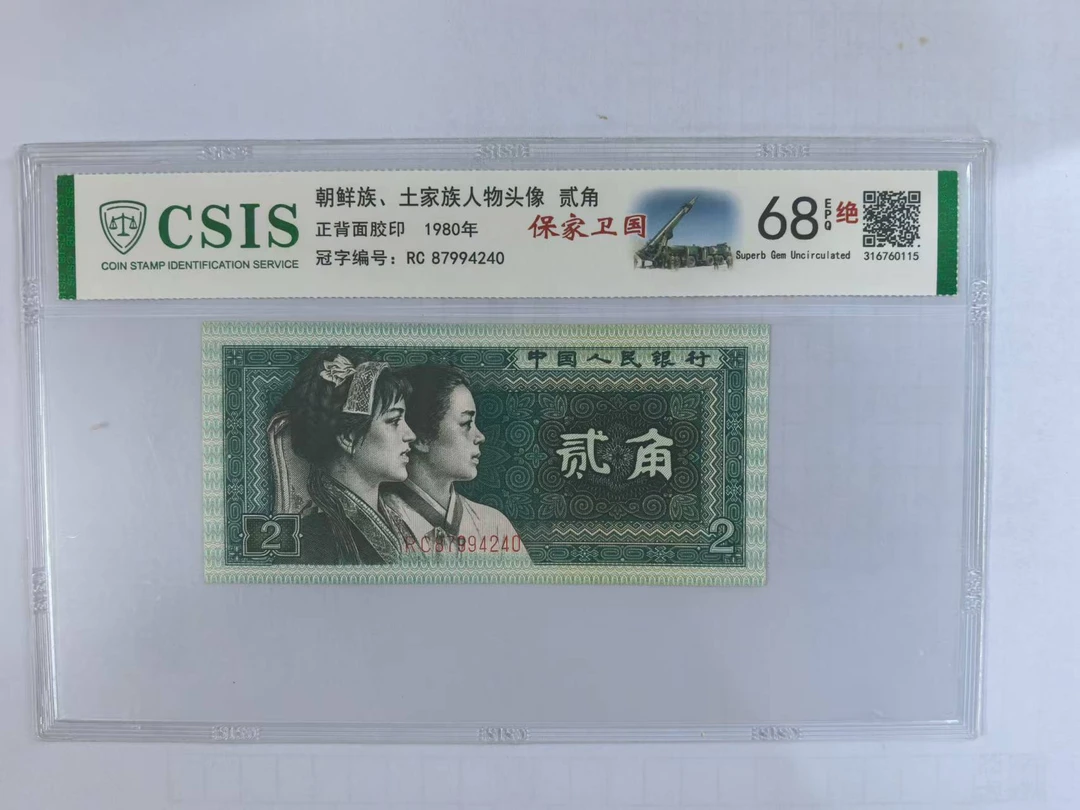 CSIS
COIN STAMP IDENTIFICATION SERVICE
朝鲜族、土家族人物头像 贰角
正背面胶印 1980年
冠字编号：RC 87994240
保家卫国
68
EPQ
绝
Superb Gem Uncirculated
316760115
中国人民银行
贰角
2
RC87994240
2